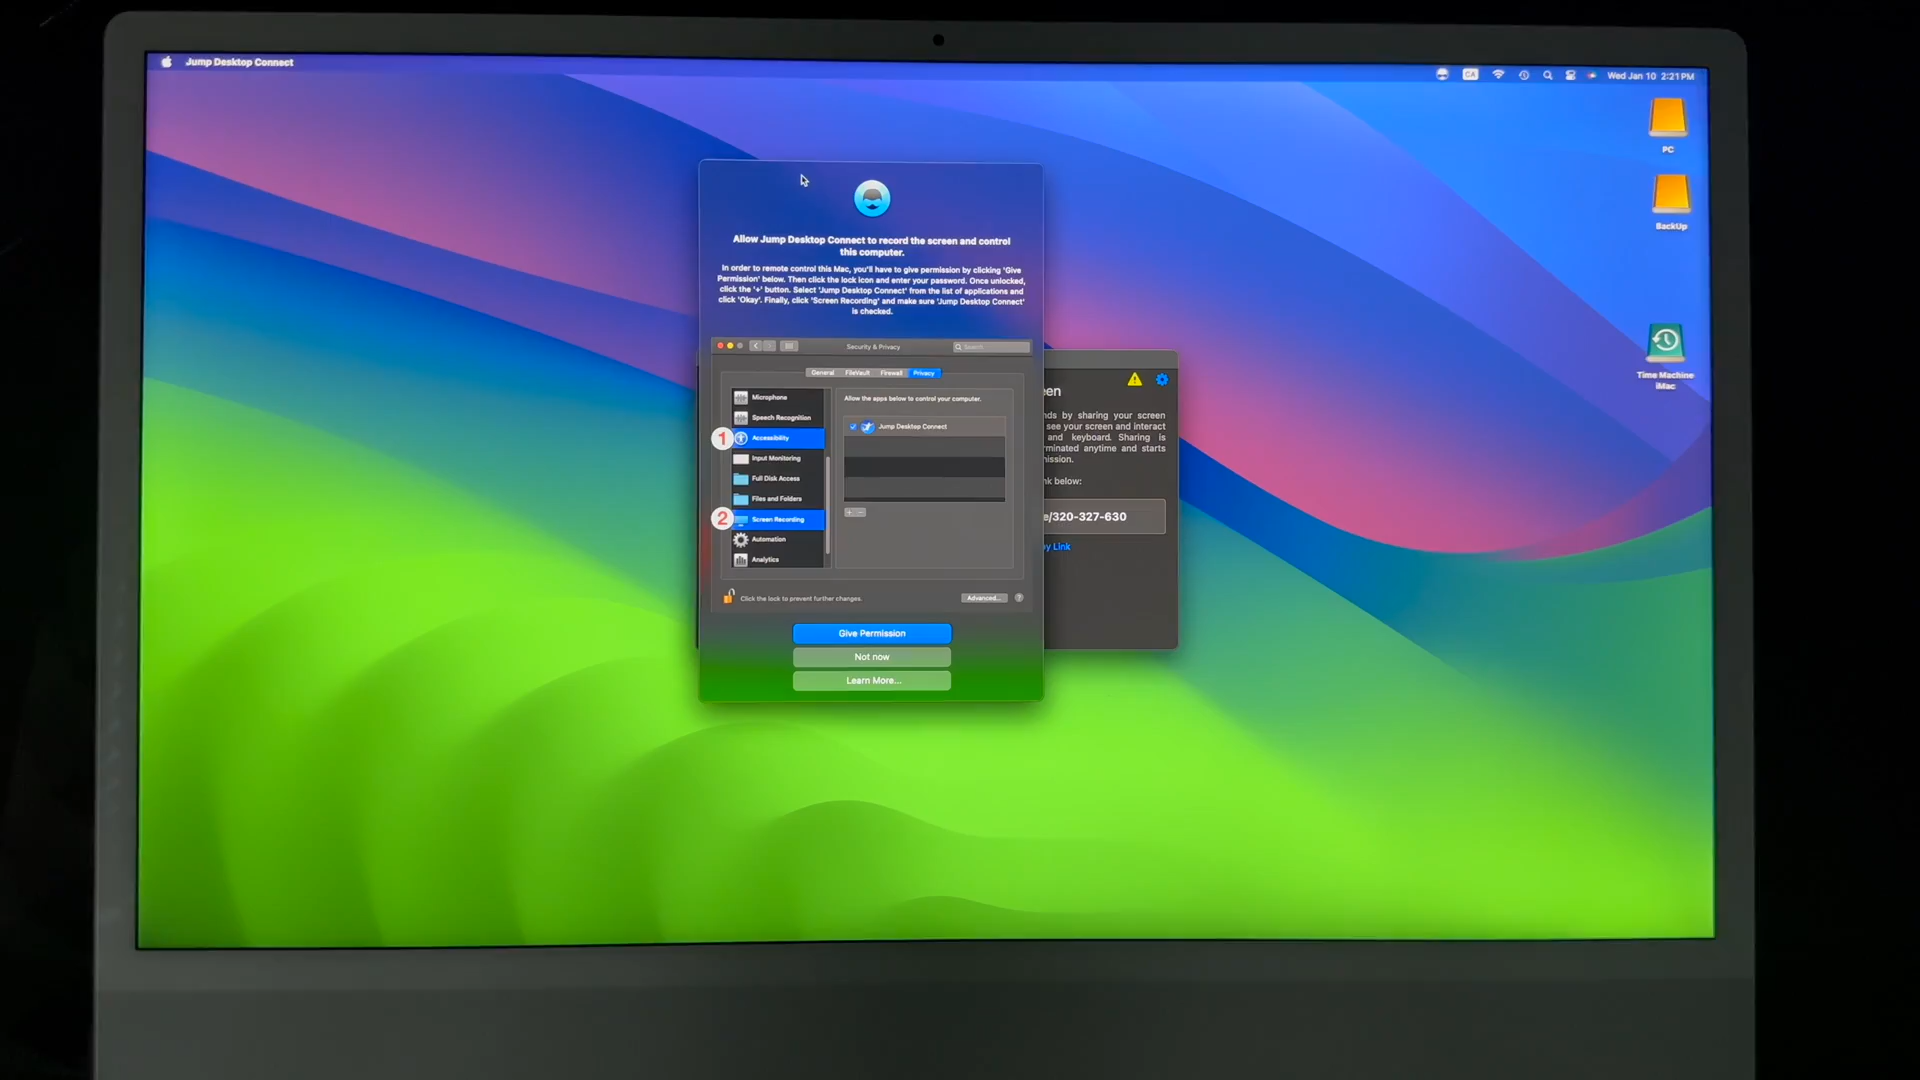 Jump Desktop Connect
CA
Wed Jan 10 2:21 PM
PC
BackUp
Time Machine
iMac
Allow Jump Desktop Connect to record the screen and control
this computer.
In order to remote control this Mac, you'll have to give permission by clicking 'Give
Permission' below. Then click the lock icon and enter your password. Once unlocked,
click the '+' button. Select 'Jump Desktop Connect' from the list of applications and
click 'Okay'. Finally, click 'Screen Recording' and make sure 'Jump Desktop Connect'
is checked.
Security & Privacy
Search
General FileVault Firewall Privacy
Microphone
Speech Recognition
1 Accessibility
Input Monitoring
Full Disk Access
Files and Folders
2 Screen Recording
Automation
Analytics
Allow the apps below to control your computer.
Jump Desktop Connect
Click the lock to prevent further changes.
Advanced... ?
Give Permission
Not now
Learn More...
een
nds by sharing your screen
see your screen and interact
and keyboard. Sharing is
minated anytime and starts
mission.
nk below:
e/320-327-630
y Link